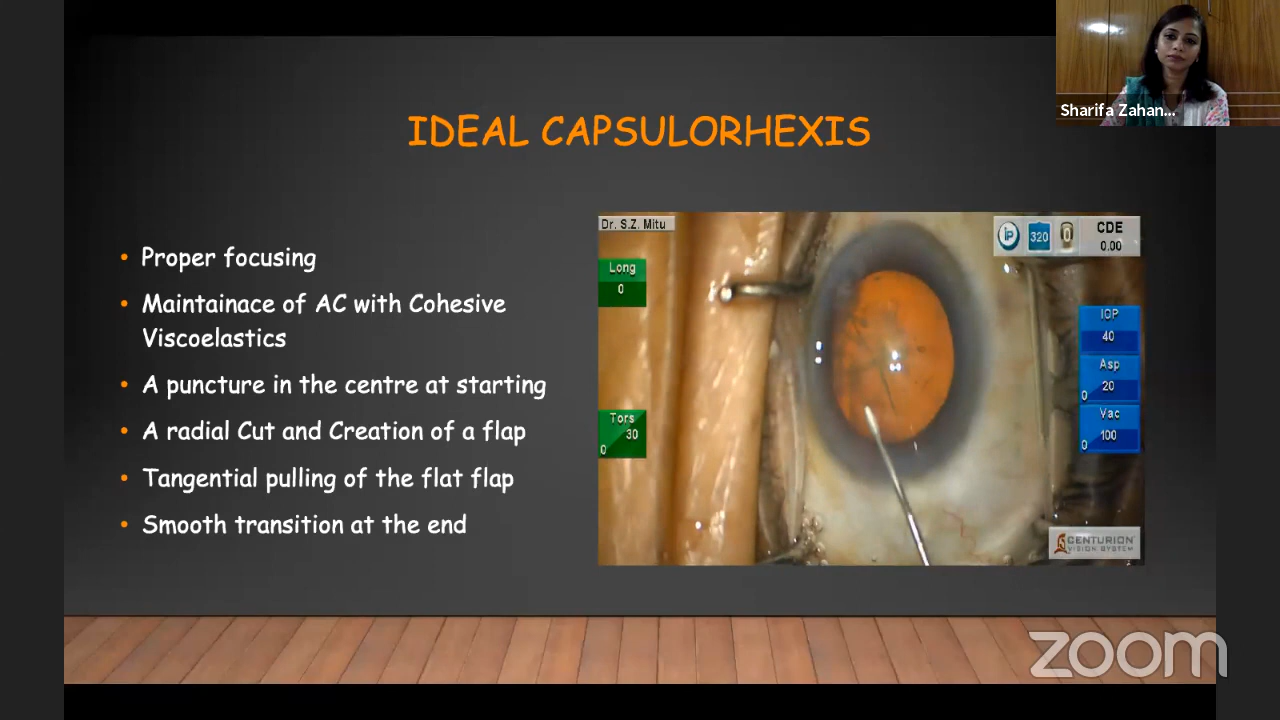 Sharifa Zahan...
IDEAL CAPSULORHEXIS
• Proper focusing
• Maintainace of AC with Cohesive
Viscoelastics
• A puncture in the centre at starting
• A radial Cut and Creation of a flap
• Tangential pulling of the flat flap
• Smooth transition at the end
Dr. S.Z. Mitu
Long
0
Tors
30
0
iP
320
0
CDE
0.00
IOP
40
Asp
20
0
Vac
100
0
CENTURION
VISION SYSTEM
zoom